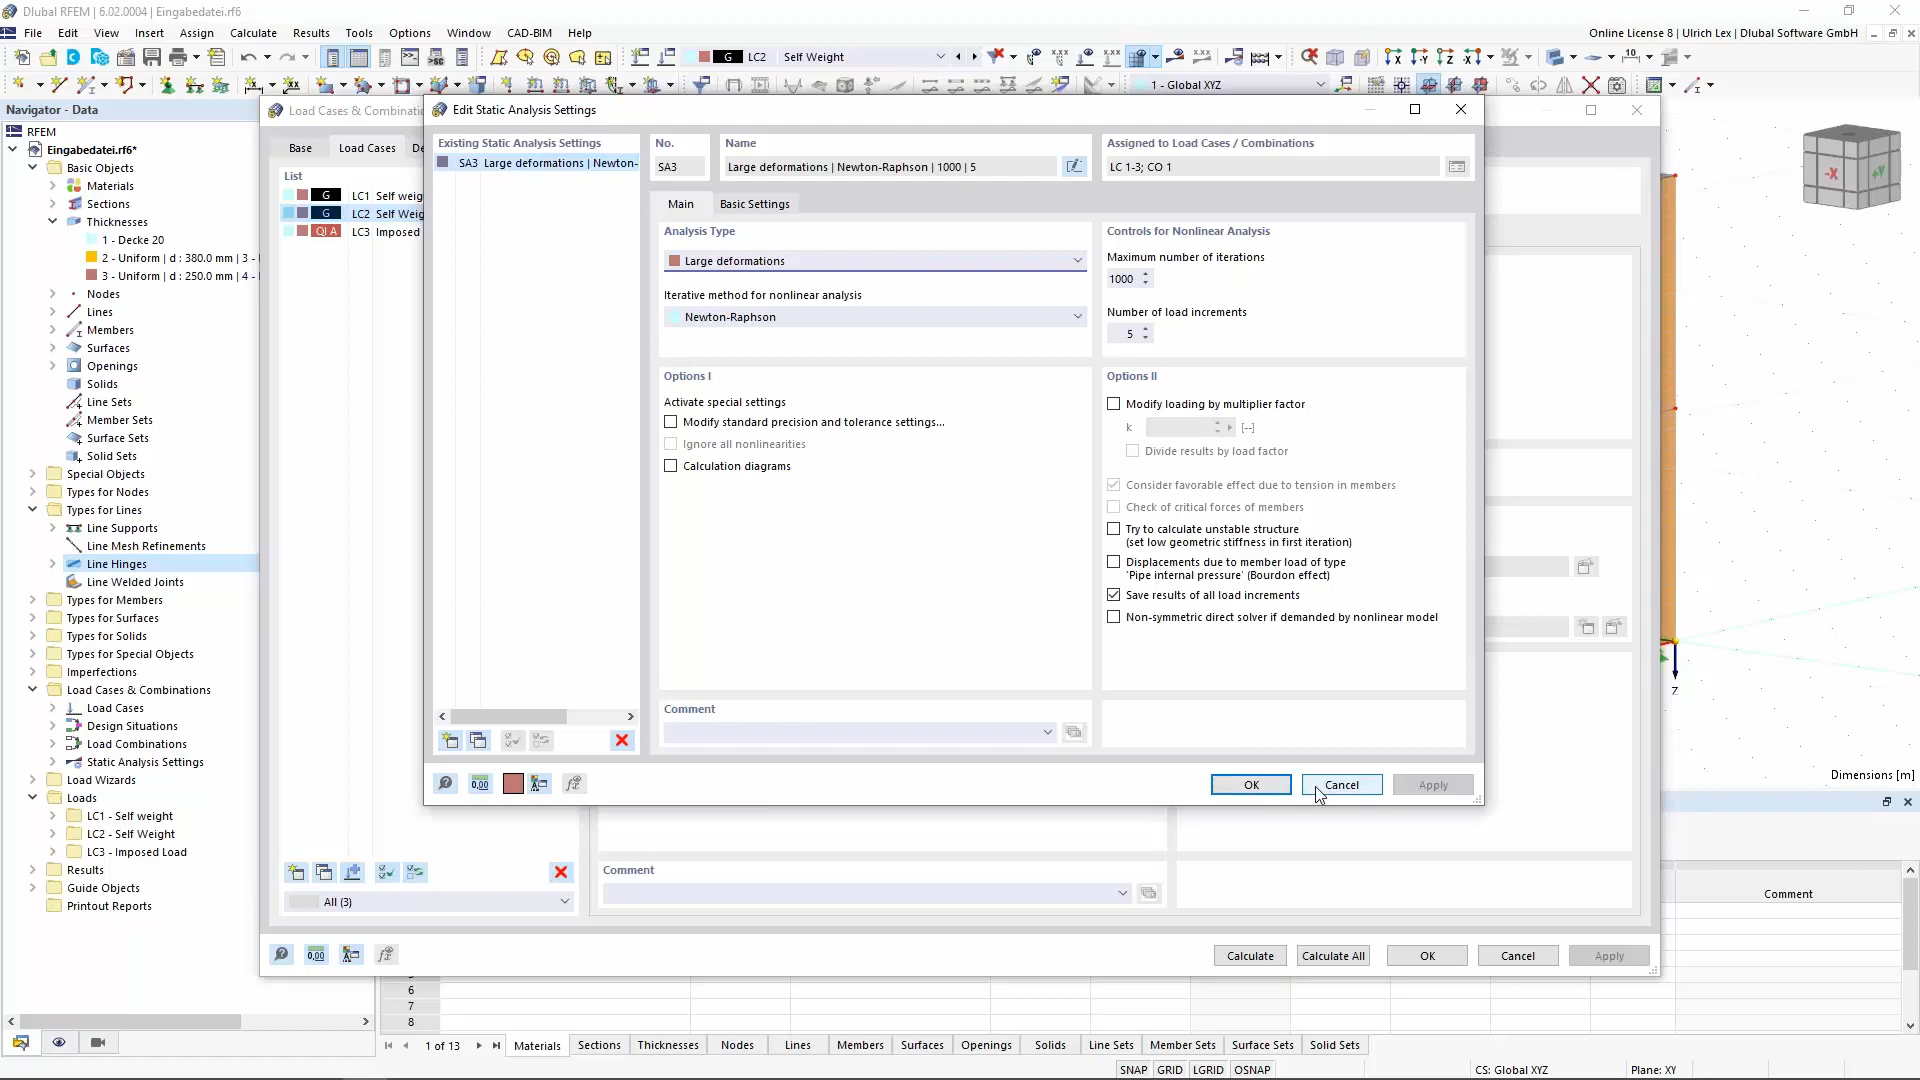 Dlubal RFEM | 6.02.0004 | Eingabedatei.rf6*
File Edit View Insert Assign Calculate Results Tools Options Window CAD-BIM Help
Online License 8 | Ulrich Lex | Dlubal Software GmbH
G LC2 Self Weight
1 - Global XYZ
Navigator - Data
RFEM
Eingabedatei.rf6*
Basic Objects
Materials
Sections
Thicknesses
1 - Decke 20
2 - Uniform | d : 380.0 mm | 3 -
3 - Uniform | d : 250.0 mm | 4 -
Nodes
Lines
Members
Surfaces
Openings
Solids
Line Sets
Member Sets
Surface Sets
Solid Sets
Special Objects
Types for Nodes
Types for Lines
Line Supports
Line Mesh Refinements
Line Hinges
Line Welded Joints
Types for Members
Types for Surfaces
Types for Solids
Types for Special Objects
Imperfections
Load Cases & Combinations
Load Cases
Design Situations
Load Combinations
Static Analysis Settings
Load Wizards
Loads
LC1 - Self weight
LC2 - Self Weight
LC3 - Imposed Load
Results
Guide Objects
Printout Reports
Load Cases & Combinati
Base Load Cases De
List
G LC1 Self weig
G LC2 Self Weig
QI A LC3 Imposed
All (3)
Comment
Calculate Calculate All OK Cancel Apply
Edit Static Analysis Settings
Existing Static Analysis Settings
SA3 Large deformations | Newton-
No.
SA3
Name
Large deformations | Newton-Raphson | 1000 | 5
Assigned to Load Cases / Combinations
LC 1-3; CO 1
Main Basic Settings
Analysis Type
Large deformations
Iterative method for nonlinear analysis
Newton-Raphson
Controls for Nonlinear Analysis
Maximum number of iterations
1000
Number of load increments
5
Options I
Activate special settings
Modify standard precision and tolerance settings...
Ignore all nonlinearities
Calculation diagrams
Options II
Modify loading by multiplier factor
k [--]
Divide results by load factor
Consider favorable effect due to tension in members
Check of critical forces of members
Try to calculate unstable structure
(set low geometric stiffness in first iteration)
Displacements due to member load of type
'Pipe internal pressure' (Bourdon effect)
Save results of all load increments
Non-symmetric direct solver if demanded by nonlinear model
Comment
OK Cancel Apply
-X +Y
Z
Dimensions [m]
Comment
6
7
8
1 of 13 Materials Sections Thicknesses Nodes Lines Members Surfaces Openings Solids Line Sets Member Sets Surface Sets Solid Sets
SNAP GRID LGRID OSNAP CS: Global XYZ Plane: XY